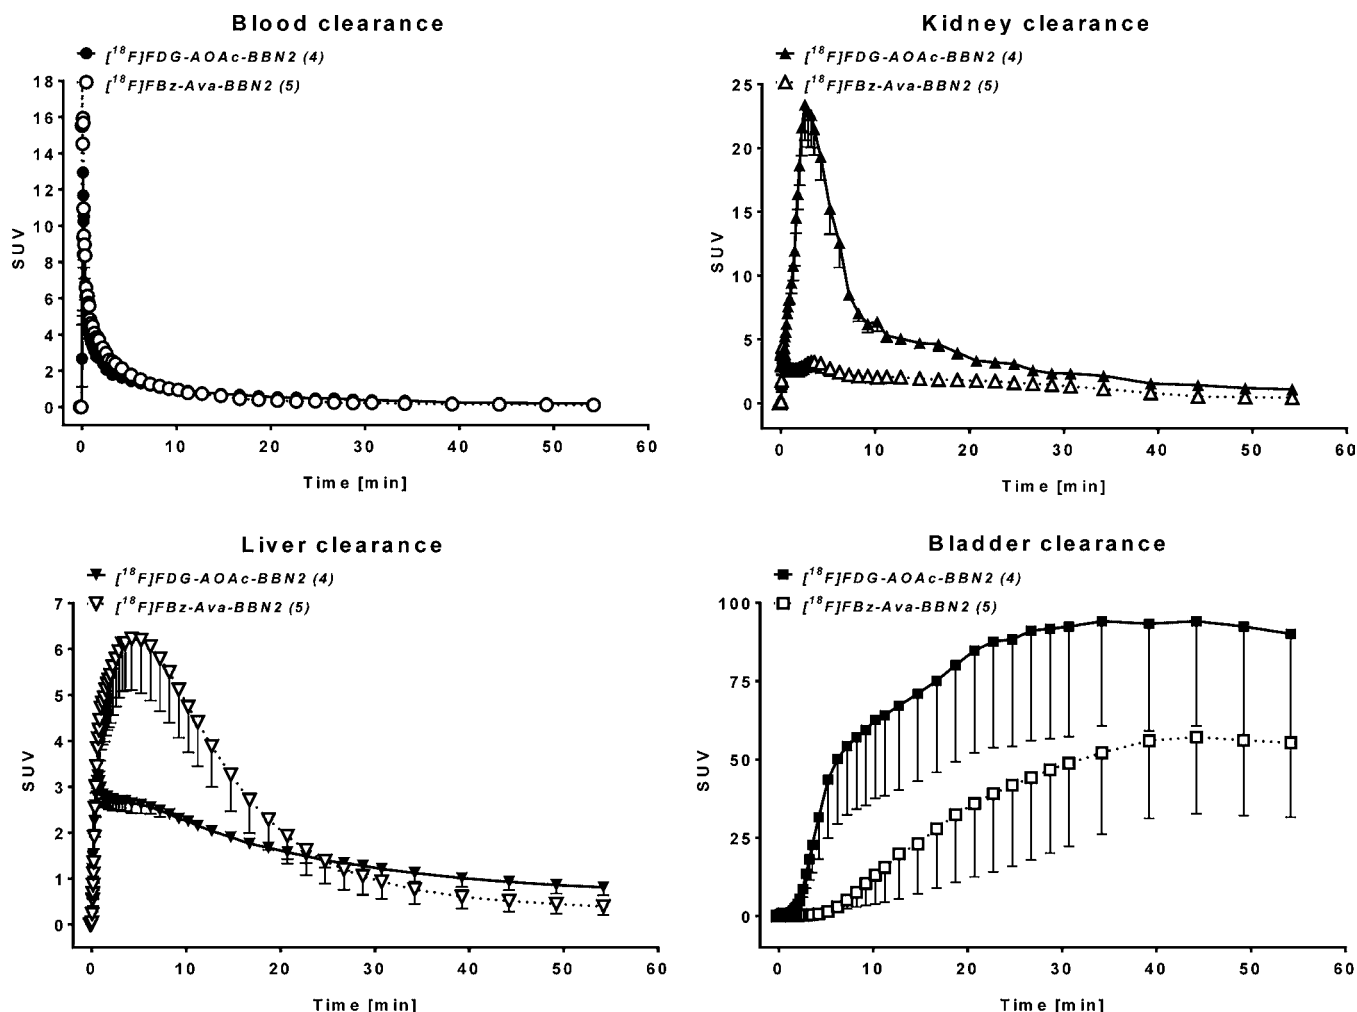 Blood clearance
[18F]FDG-AOAc-BBN2 (4)
[18F]FBz-Ava-BBN2 (5)
18
16
14
12
10
8
6
4
2
0
SUV
0 10 20 30 40 50 60
Time [min]
Kidney clearance
[18F]FDG-AOAc-BBN2 (4)
[18F]FBz-Ava-BBN2 (5)
25
20
15
10
5
0
SUV
0 10 20 30 40 50 60
Time [min]
Liver clearance
[18F]FDG-AOAc-BBN2 (4)
[18F]FBz-Ava-BBN2 (5)
7
6
5
4
3
2
1
0
SUV
0 10 20 30 40 50 60
Time [min]
Bladder clearance
[18F]FDG-AOAc-BBN2 (4)
[18F]FBz-Ava-BBN2 (5)
100
75
50
25
0
SUV
0 10 20 30 40 50 60
Time [min]